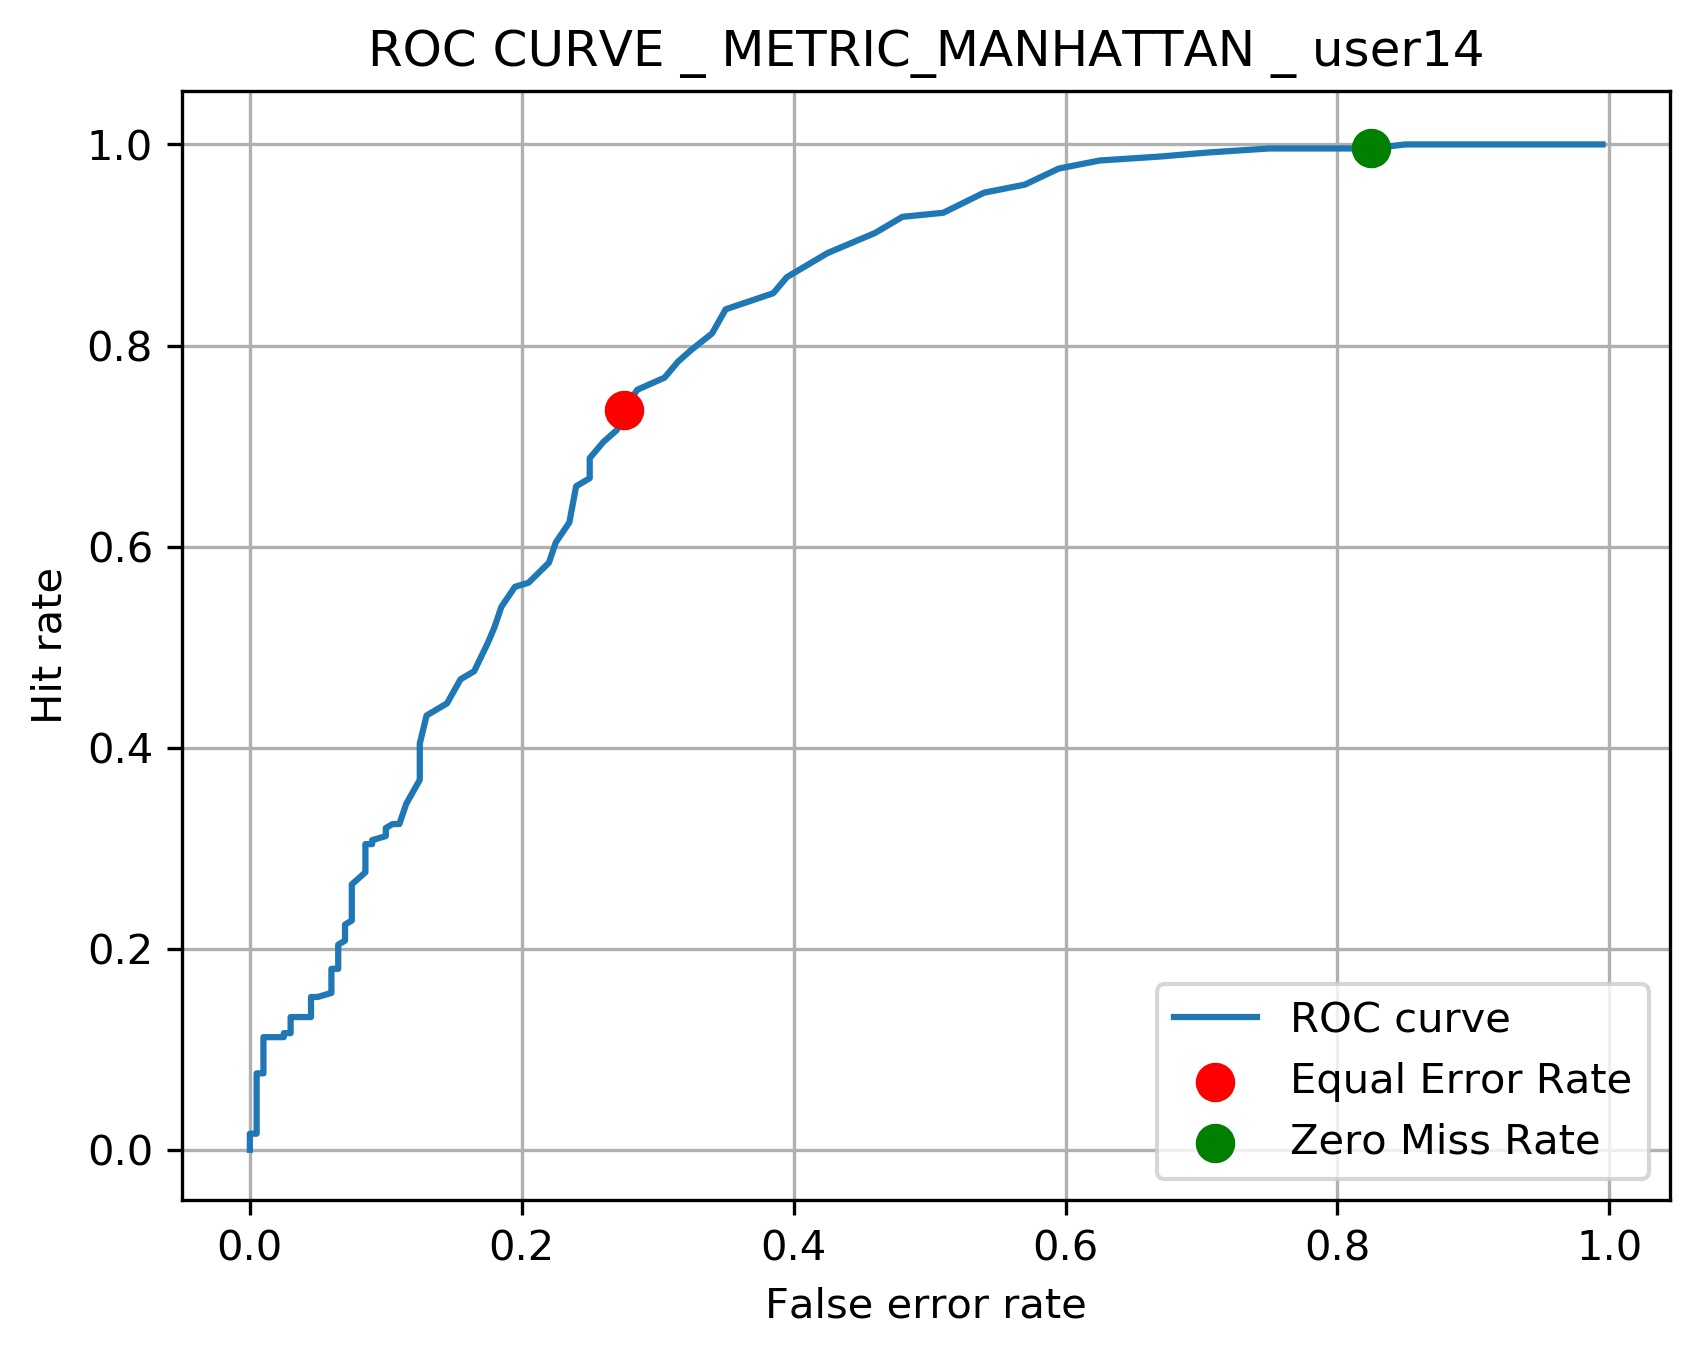 ROC CURVE _ METRIC_MANHATTAN _ user14
1.0
0.8
0.6
0.4
0.2
0.0
Hit rate
ROC curve
Equal Error Rate
Zero Miss Rate
0.0 0.2 0.4 0.6 0.8 1.0
False error rate